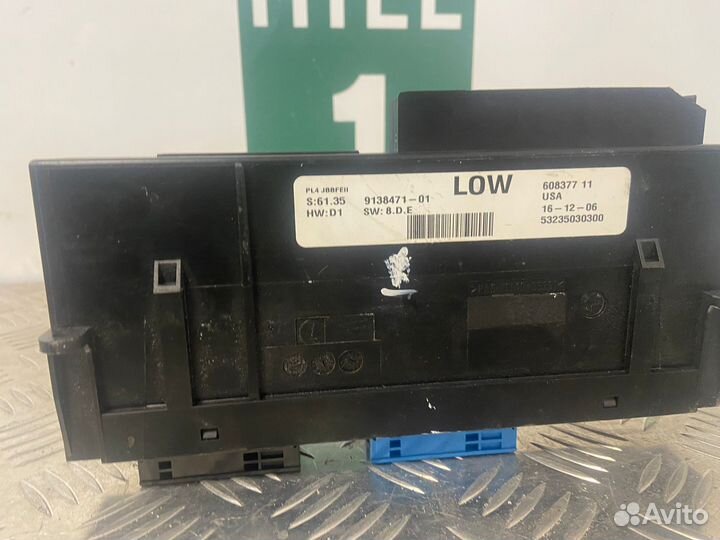 1
PL4 JBBFEII
S:61.35
9138471-01
HW:D1
SW: 8.D.E
LOW
608377 11
USA
16-12-06
53235030300
Avito